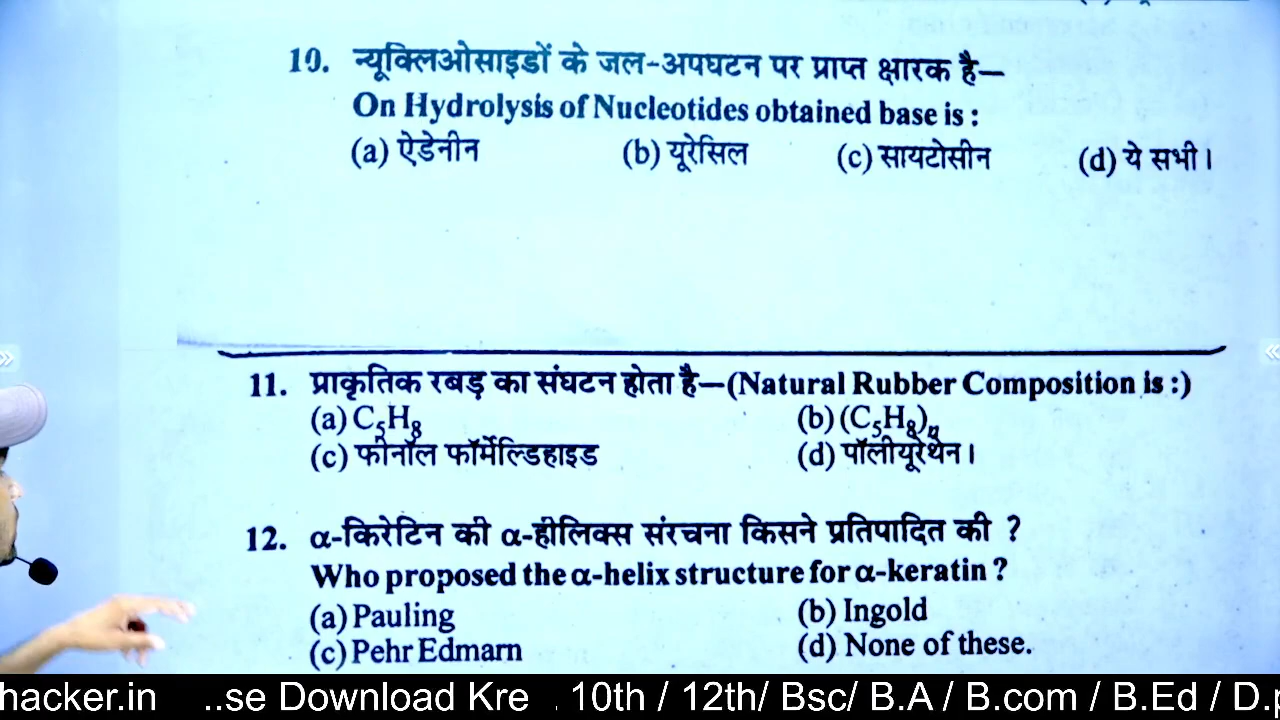 10. न्यूक्लिओसाइडों के जल-अपघटन पर प्राप्त क्षारक है—
On Hydrolysis of Nucleotides obtained base is :
(a) ऐडेनीन (b) यूरेसिल (c) सायटोसीन (d) ये सभी।
11. प्राकृतिक रबड़ का संघटन होता है—(Natural Rubber Composition is :)
(a) C₅H₈ (b) (C₅H₈)ₙ
(c) फीनॉल फॉर्मेल्डिहाइड (d) पॉलीयूरेथेन।
12. α-किरेटिन की α-हीलिक्स संरचना किसने प्रतिपादित की ?
Who proposed the α-helix structure for α-keratin ?
(a) Pauling (b) Ingold
(c) Pehr Edmarn (d) None of these.
hacker.in ..se Download Kre . 10th / 12th/ Bsc/ B.A / B.com / B.Ed / D.p